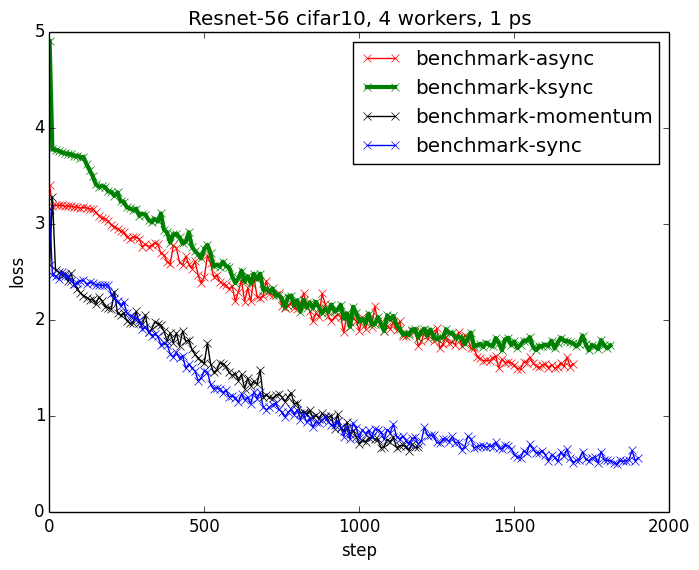 Resnet-56 cifar10, 4 workers, 1 ps
benchmark-async
benchmark-ksync
benchmark-momentum
benchmark-sync
5
4
3
2
1
0
loss
0 500 1000 1500 2000
step